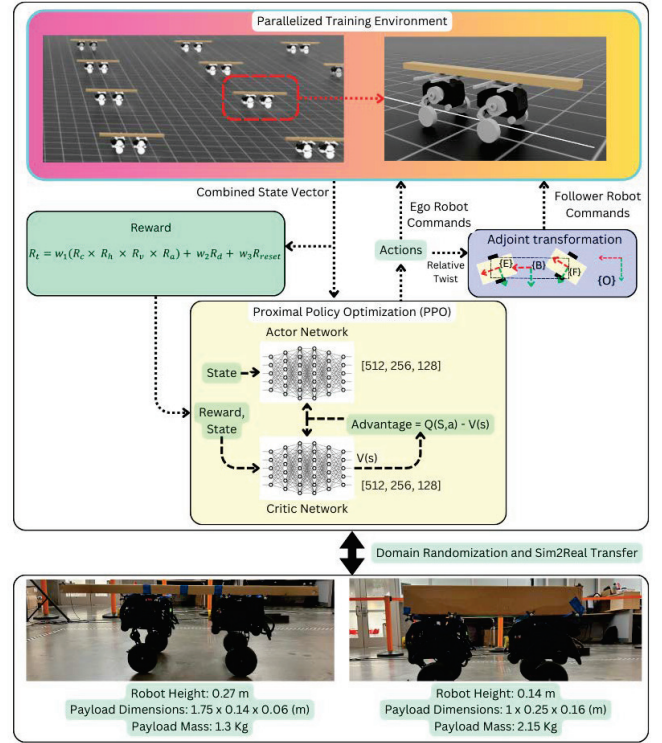 Parallelized Training Environment
Combined State Vector
Ego Robot
Commands
Follower Robot
Commands
Reward
R_t = w_1(R_c × R_h × R_v × R_a) + w_2R_d + w_3R_{reset}
Actions
Relative
Twist
Adjoint transformation
{E}
{B}
{F}
{O}
Proximal Policy Optimization (PPO)
Actor Network
State
[512, 256, 128]
Reward,
State
Advantage = Q(S,a) - V(s)
V(s)
[512, 256, 128]
Critic Network
Domain Randomization and Sim2Real Transfer
Robot Height: 0.27 m
Payload Dimensions: 1.75 x 0.14 x 0.06 (m)
Payload Mass: 1.3 Kg
Robot Height: 0.14 m
Payload Dimensions: 1 x 0.25 x 0.16 (m)
Payload Mass: 2.15 Kg